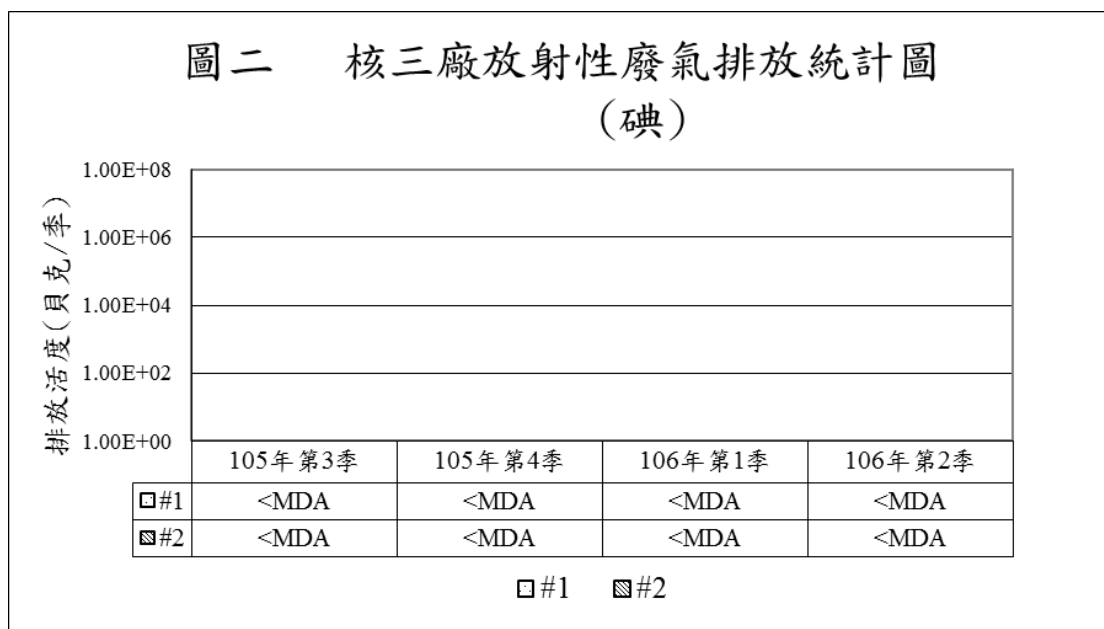 圖二 核三廠放射性廢氣排放統計圖
(碘)
排放活度(貝克/季)
1.00E+08
1.00E+06
1.00E+04
1.00E+02
1.00E+00
105年第3季 105年第4季 106年第1季 106年第2季
#1 <MDA <MDA <MDA <MDA
#2 <MDA <MDA <MDA <MDA
#1 #2